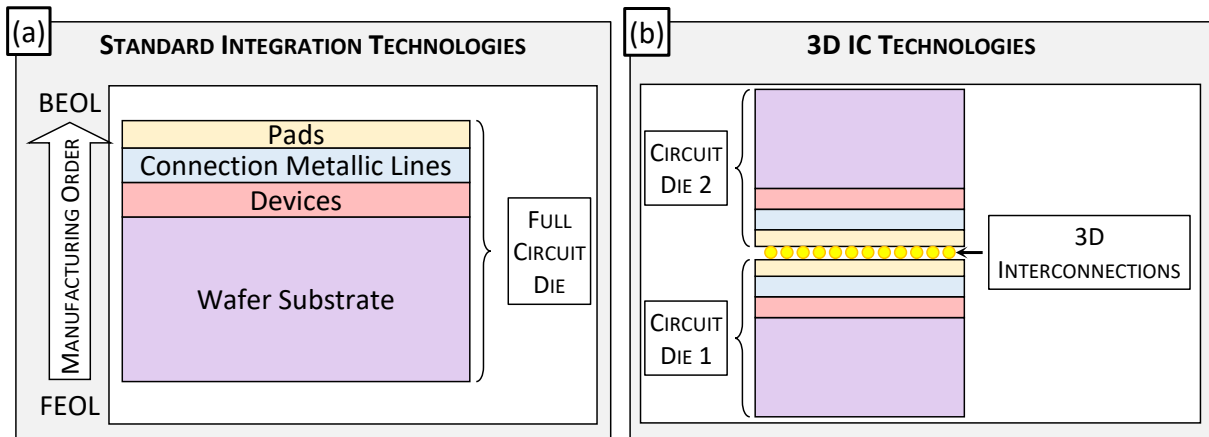 (a)
STANDARD INTEGRATION TECHNOLOGIES
BEOL
MANUFACTURING ORDER
FEOL
Pads
Connection Metallic Lines
Devices
Wafer Substrate
FULL
CIRCUIT
DIE
(b)
3D IC TECHNOLOGIES
CIRCUIT
DIE 2
CIRCUIT
DIE 1
3D
INTERCONNECTIONS